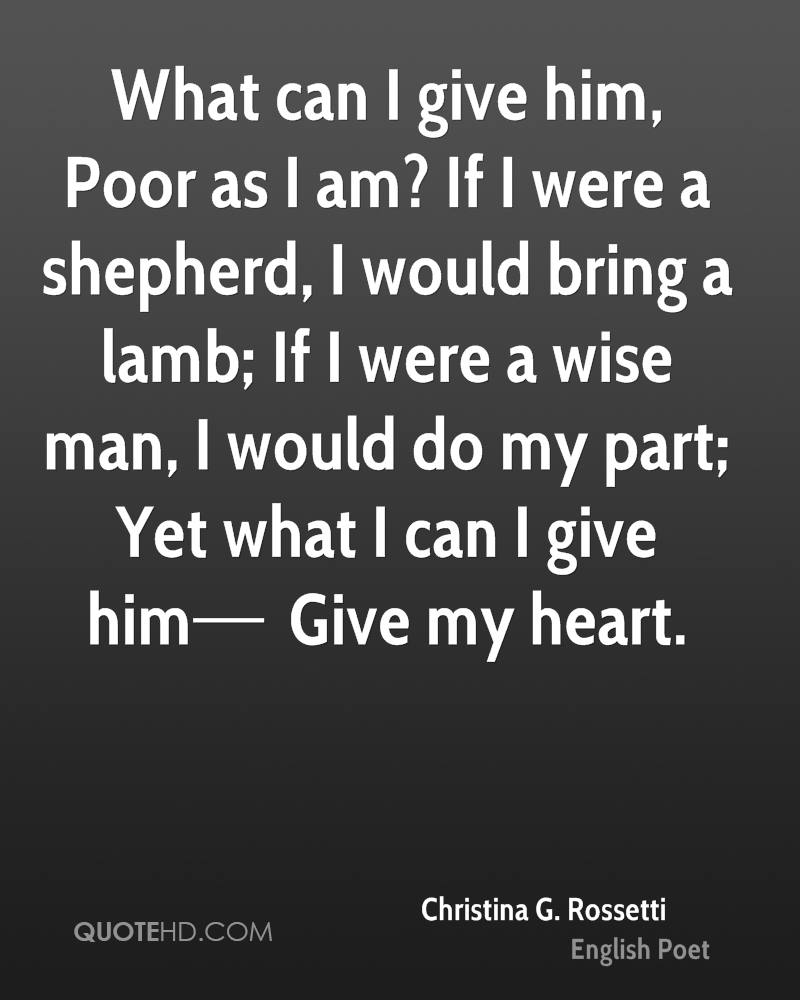 What can I give him,
Poor as I am? If I were a
shepherd, I would bring a
lamb; If I were a wise
man, I would do my part;
Yet what I can I give
him— Give my heart.
Christina G. Rossetti
QUOTEHD.COM
English Poet